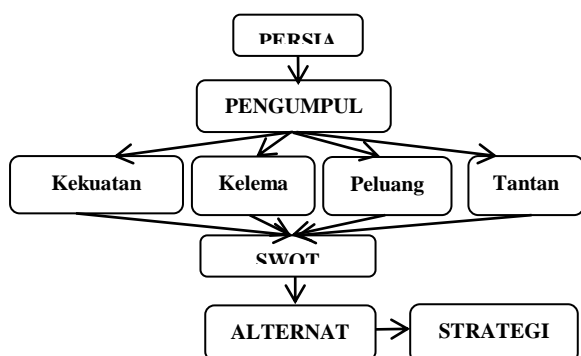 PERSIA
PENGUMPUL
Kekuatan
Kelema
Peluang
Tantan
SWOT
ALTERNAT
STRATEGI